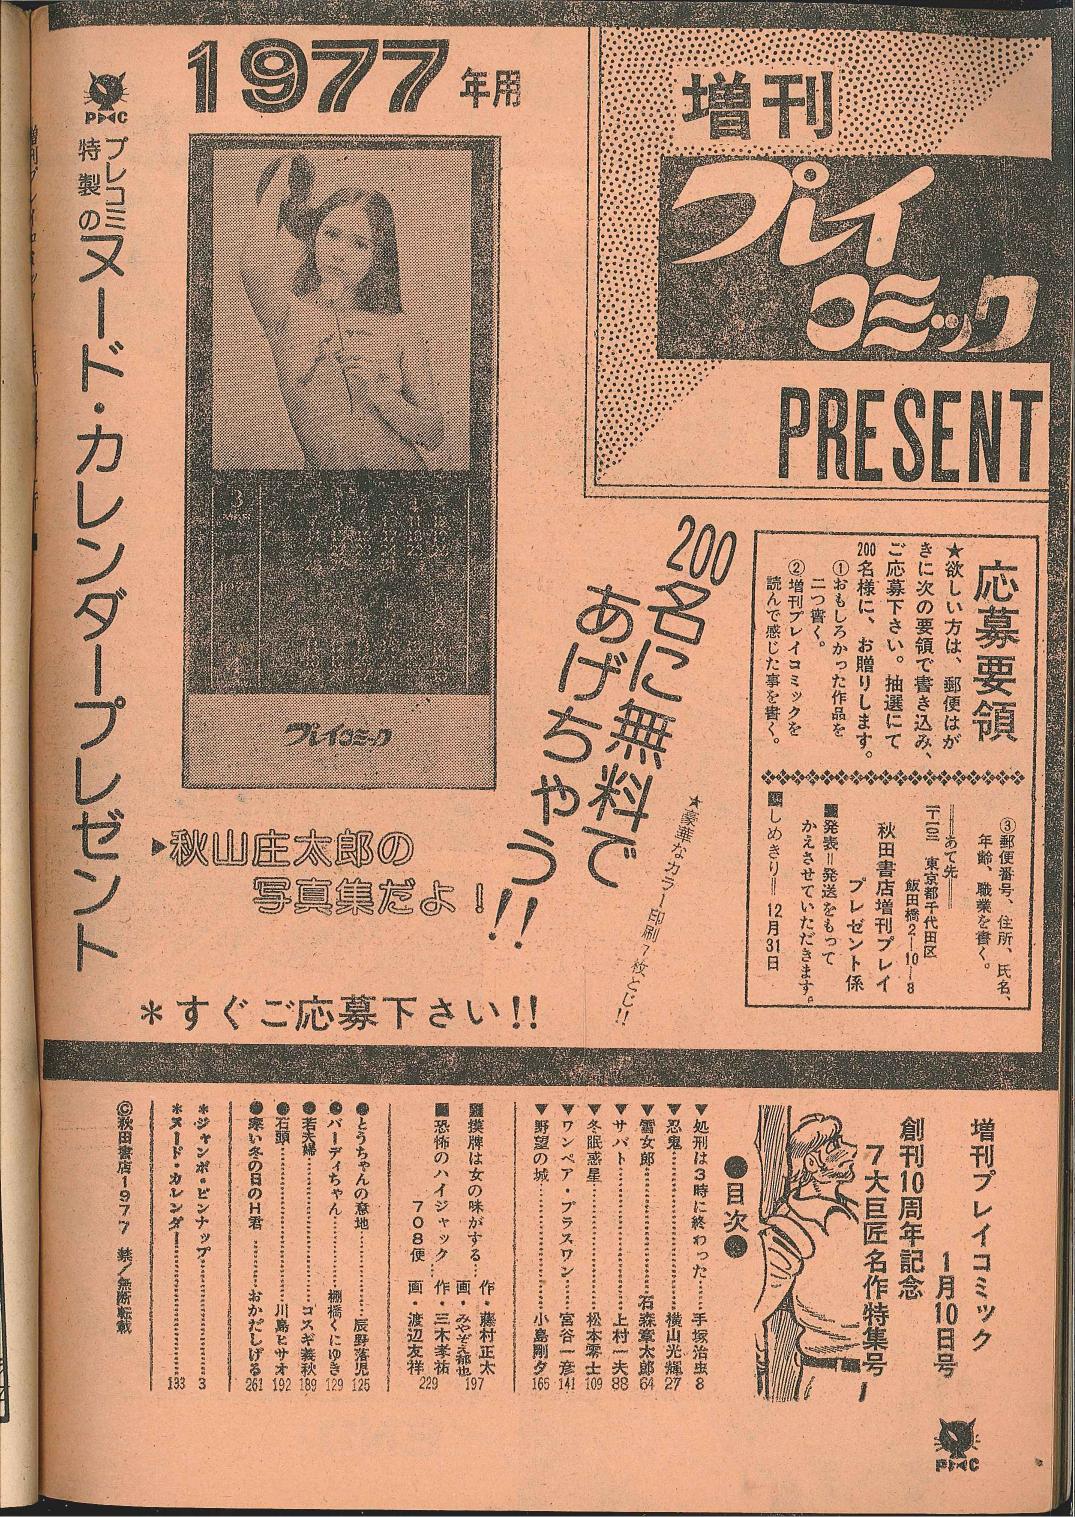 増刊
プレイ
コミック
PRESENT
1977年用
PMC
プレコミ
特製の
ヌード・カレンダープレゼント
3
プレイコミック
200名に無料で
あげちゃう!!
★豪華なカラー印刷7枚とじ!!
▶秋山庄太郎の
写真集だよ!
*すぐご応募下さい!!
応募要領
★欲しい方は、郵便はが
きに次の要領で書き込み、
ご応募下さい。抽選にて
200名様に、お贈りします。
①おもしろかった作品を
二つ書く。
②増刊プレイコミックを
読んで感じた事を書く。
③郵便番号、住所、氏名、
年齢、職業を書く。
══あて先══
〒102 東京都千代田区
飯田橋2-10-8
秋田書店増刊プレイ
プレゼント係
■発表=発送をもって
かえさせていただきます。
■しめきり=12月31日
増刊プレイコミック
1月10日号
創刊10周年記念
7大巨匠名作特集号
PMC
●目次●
▼処刑は3時に終わった……手塚治虫 8
▼忍鬼……横山光輝 27
▼雪女郎……石森章太郎 64
▼サバト……上村一夫 88
▼冬眠惑星……松本零士 109
▼ワンペア・プラスワン……宮谷一彦 141
▼野望の城……小島剛夕 165
■摸牌は女の味がする… 作・藤村正太 画・みやぞえ郁也 197
■恐怖のハイジャック708便… 作・三木孝祐 画・渡辺友祥 229
●とうちゃんの意地……辰野落児 125
●バーディちゃん……棚橋くにゆき 129
●若夫婦……コスギ義秋 189
●石頭……川島ヒサオ 192
●寒い冬の日のH君……おかだしげる 261
*ジャンボ・ピンナップ……3
*ヌード・カレンダー……133
©秋田書店1977 禁/無断転載